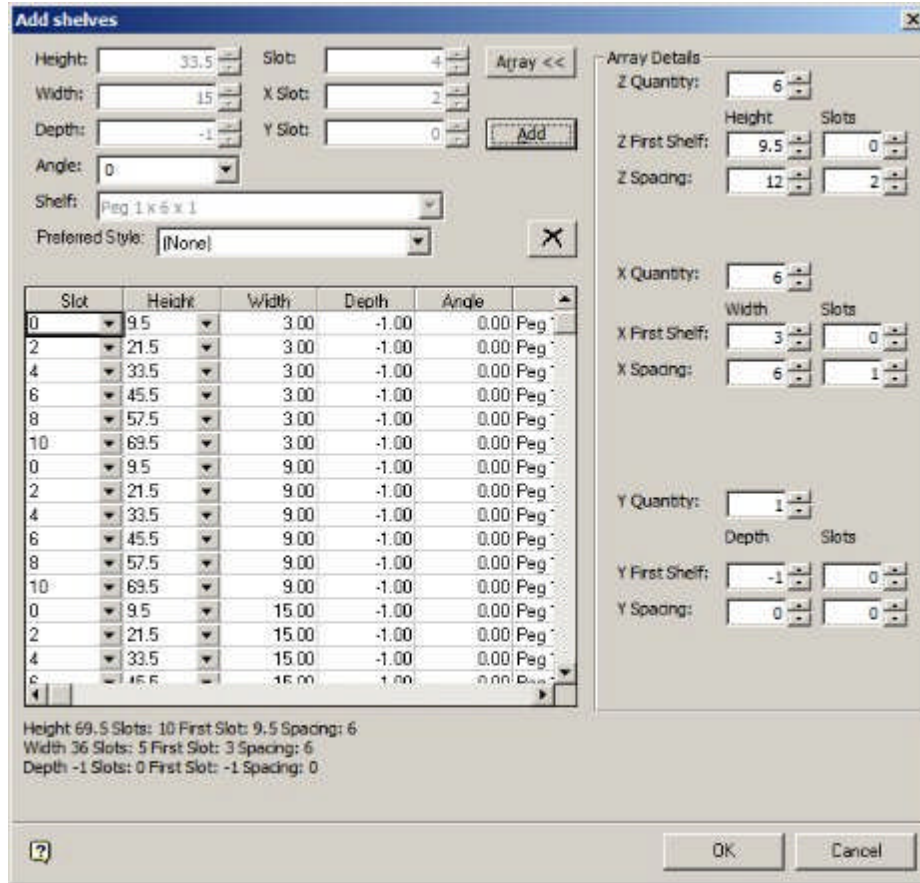 Add shelves
Height: 33.5 Slot: 4 Array <<
Width: 15 X Slot: 2
Depth: -1 Y Slot: 0 Add
Angle: 0
Shelf: Peg 1 x 6 x 1
Preferred Style: (None)
Slot Height Width Depth Angle
0 9.5 3.00 -1.00 0.00 Peg
2 21.5 3.00 -1.00 0.00 Peg
4 33.5 3.00 -1.00 0.00 Peg
6 45.5 3.00 -1.00 0.00 Peg
8 57.5 3.00 -1.00 0.00 Peg
10 69.5 3.00 -1.00 0.00 Peg
0 9.5 9.00 -1.00 0.00 Peg
2 21.5 9.00 -1.00 0.00 Peg
4 33.5 9.00 -1.00 0.00 Peg
6 45.5 9.00 -1.00 0.00 Peg
8 57.5 9.00 -1.00 0.00 Peg
10 69.5 9.00 -1.00 0.00 Peg
0 9.5 15.00 -1.00 0.00 Peg
2 21.5 15.00 -1.00 0.00 Peg
4 33.5 15.00 -1.00 0.00 Peg
Height 69.5 Slots: 10 First Slot: 9.5 Spacing: 6
Width 36 Slots: 5 First Slot: 3 Spacing: 6
Depth -1 Slots: 0 First Slot: -1 Spacing: 0
Array Details
Z Quantity: 6
Height Slots
Z First Shelf: 9.5 0
Z Spacing: 12 2
X Quantity: 6
Width Slots
X First Shelf: 3 0
X Spacing: 6 1
Y Quantity: 1
Depth Slots
Y First Shelf: -1 0
Y Spacing: 0 0
OK Cancel